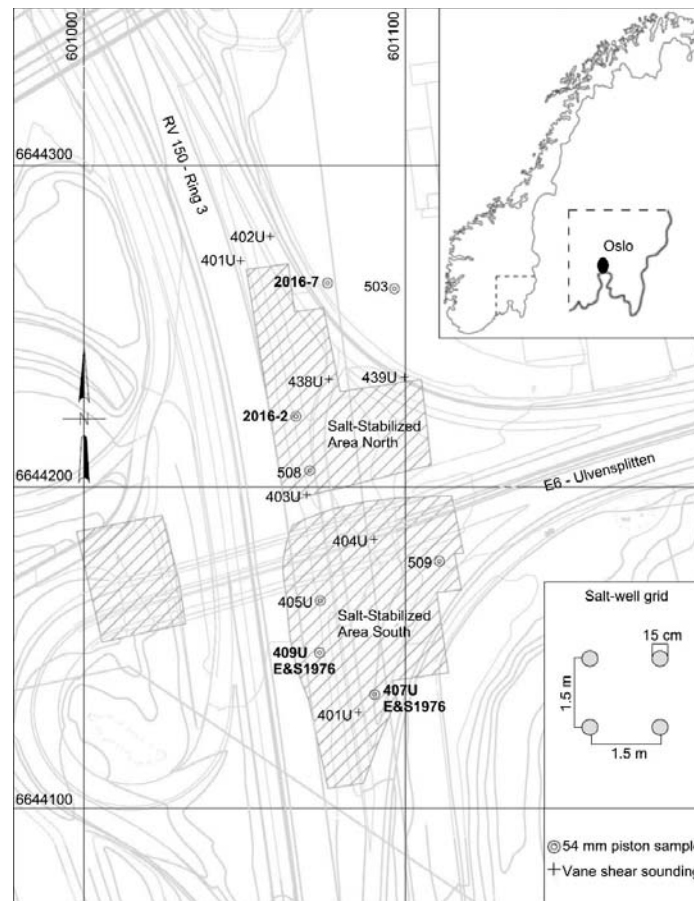 601000
601100
6644300
RV 150 - Ring 3
402U
401U
2016-7
503
Oslo
438U
439U
2016-2
Salt-Stabilized
Area North
508
6644200
403U
E6 - Ulvensplitten
N
404U
509
405U
Salt-Stabilized
Area South
409U
E&S1976
407U
E&S1976
401U
6644100
Salt-well grid
15 cm
1.5 m
1.5 m
54 mm piston sample
Vane shear sounding